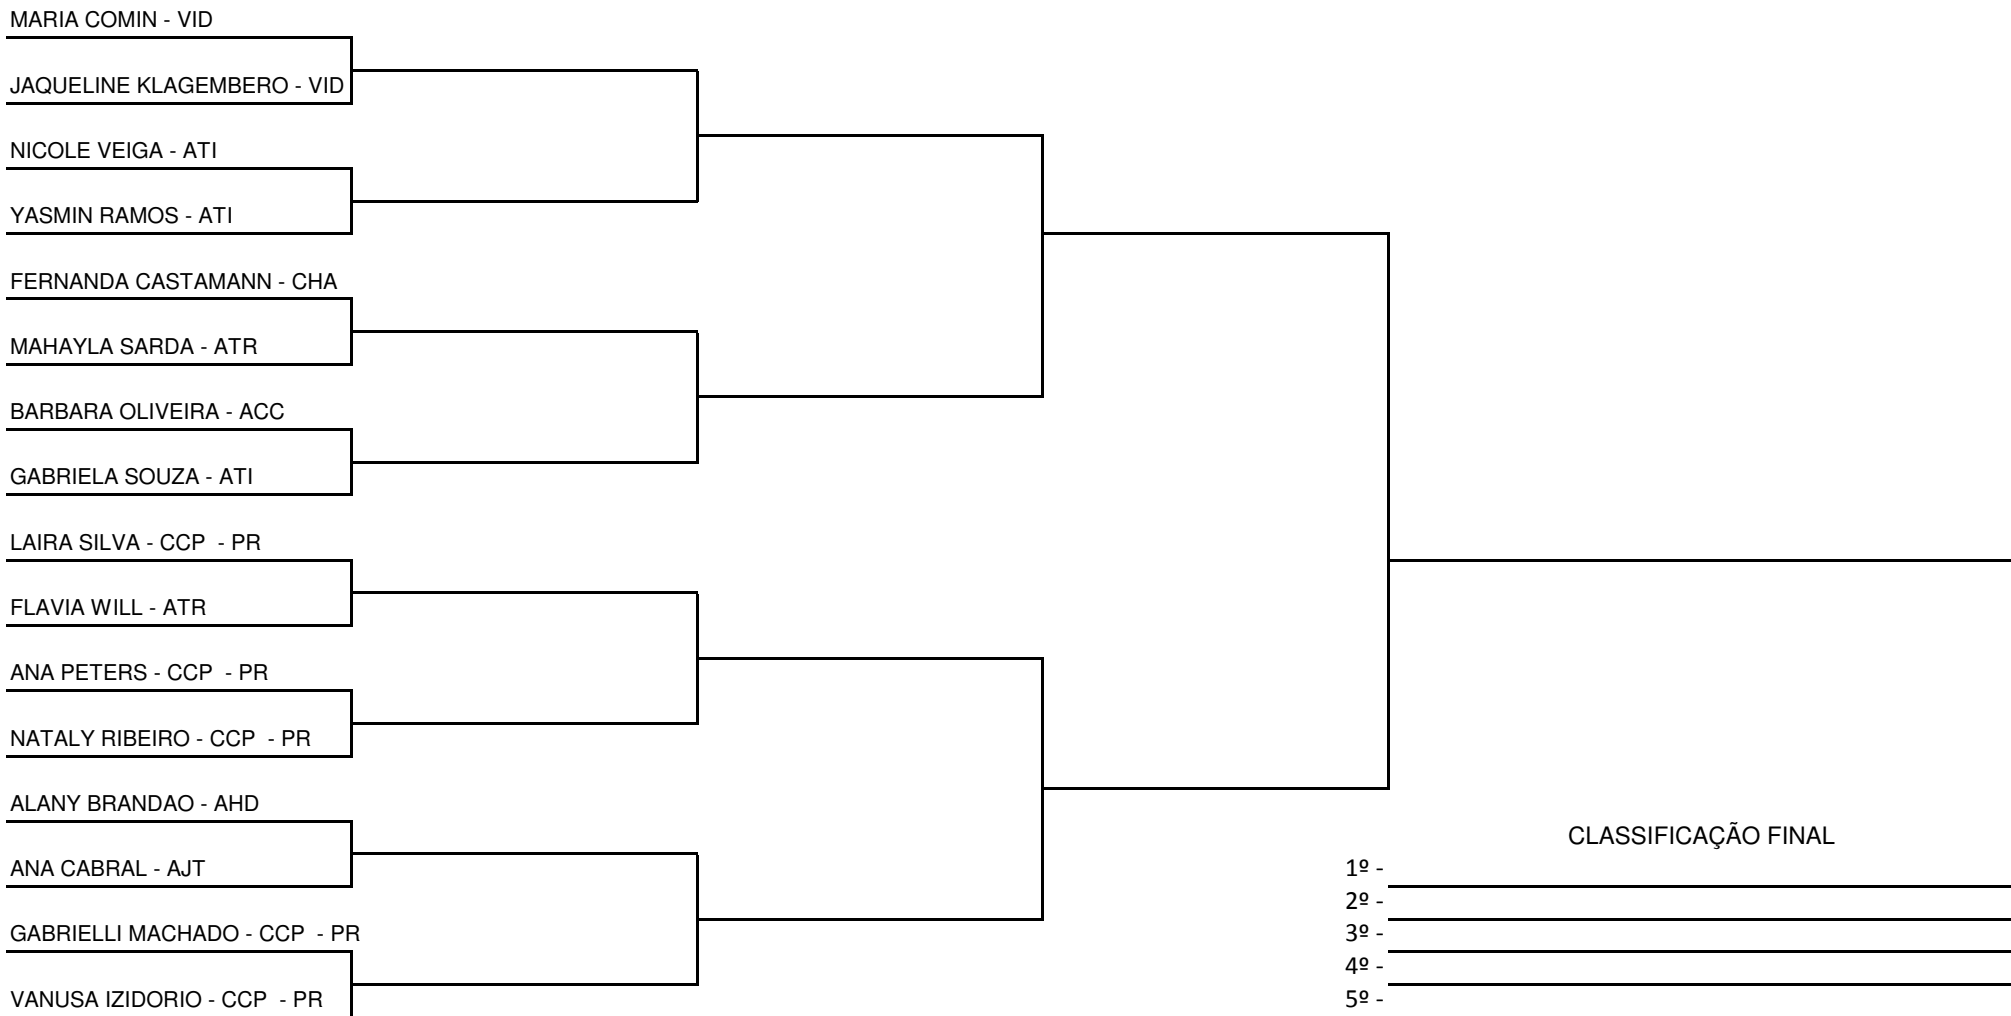 MARIA COMIN - VID
JAQUELINE KLAGEMBERO - VID
NICOLE VEIGA - ATI
YASMIN RAMOS - ATI
FERNANDA CASTAMANN - CHA
MAHAYLA SARDA - ATR
BARBARA OLIVEIRA - ACC
GABRIELA SOUZA - ATI
LAIRA SILVA - CCP  - PR
FLAVIA WILL - ATR
ANA PETERS - CCP  - PR
NATALY RIBEIRO - CCP  - PR
ALANY BRANDAO - AHD
ANA CABRAL - AJT
GABRIELLI MACHADO - CCP  - PR
VANUSA IZIDORIO - CCP  - PR
CLASSIFICAÇÃO FINAL
1º -
2º -
3º -
4º -
5º -